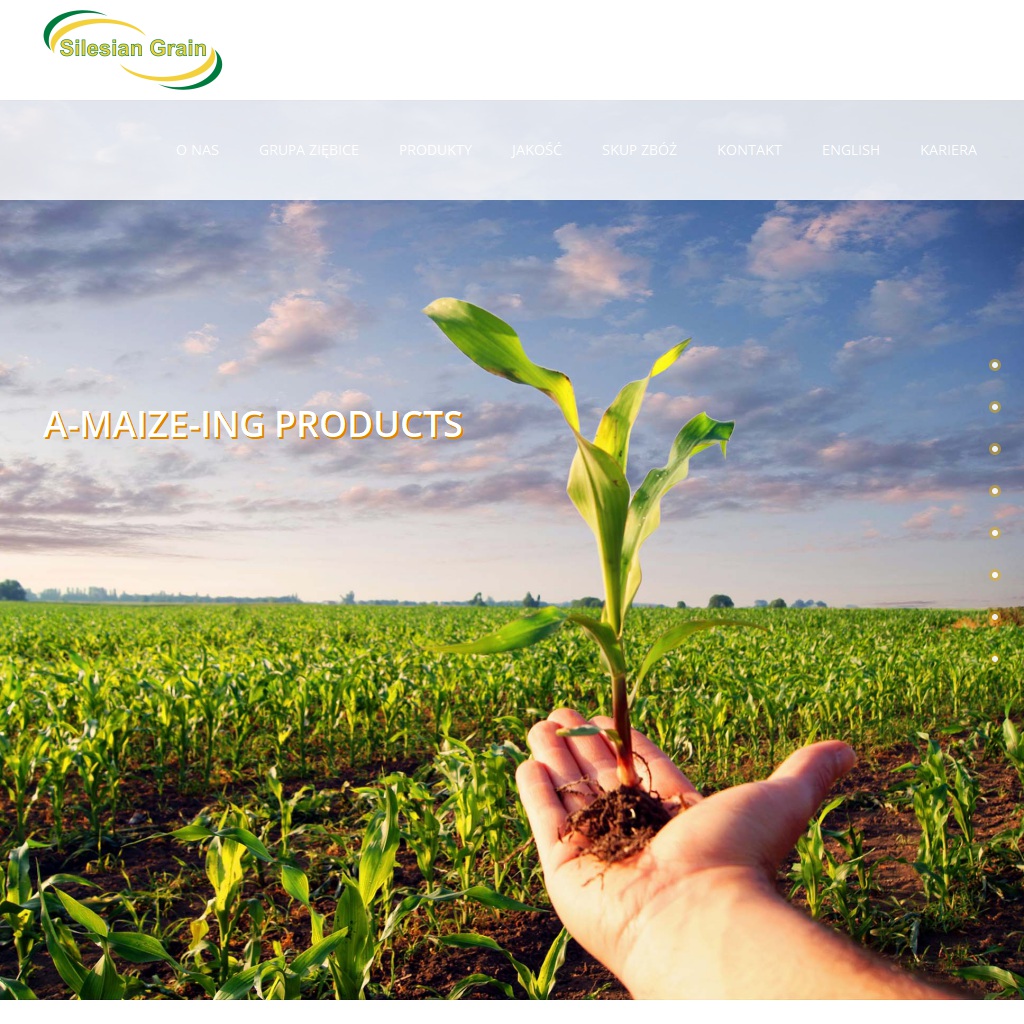 Silesian Grain
O NAS GRUPA ZIĘBICE PRODUKTY JAKOŚĆ SKUP ZBÓŻ KONTAKT ENGLISH KARIERA
A-MAIZE-ING PRODUCTS